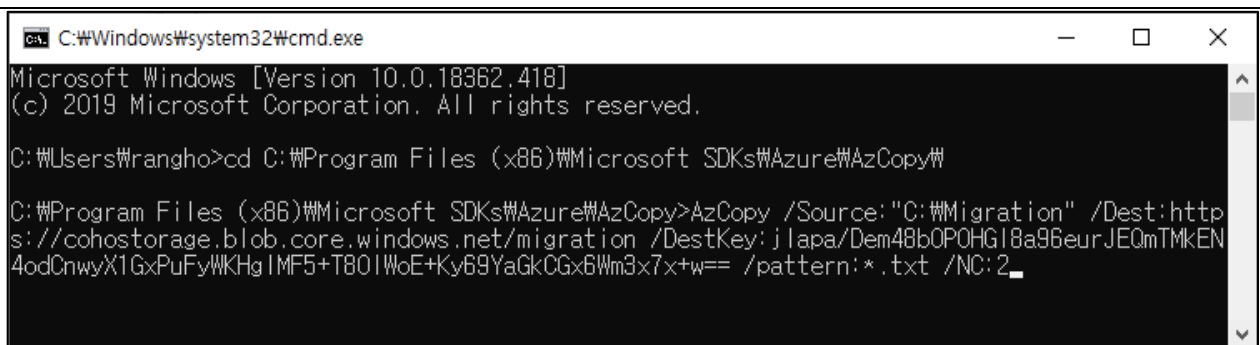 C:₩Windows₩system32₩cmd.exe
Microsoft Windows [Version 10.0.18362.418]
(c) 2019 Microsoft Corporation. All rights reserved.
C:₩Users₩rangho>cd C:₩Program Files (x86)₩Microsoft SDKs₩Azure₩AzCopy₩
C:₩Program Files (x86)₩Microsoft SDKs₩Azure₩AzCopy>AzCopy /Source:"C:₩Migration" /Dest:http
s://cohostorage.blob.core.windows.net/migration /DestKey:jlapa/Dem48bOPOHGl8a96eurJEQmTMkEN
4odCnwyX1GxPuFyWKHglMF5+T8OlWoE+Ky69YaGkCGx6Wm3x7x+w== /pattern:*.txt /NC:2